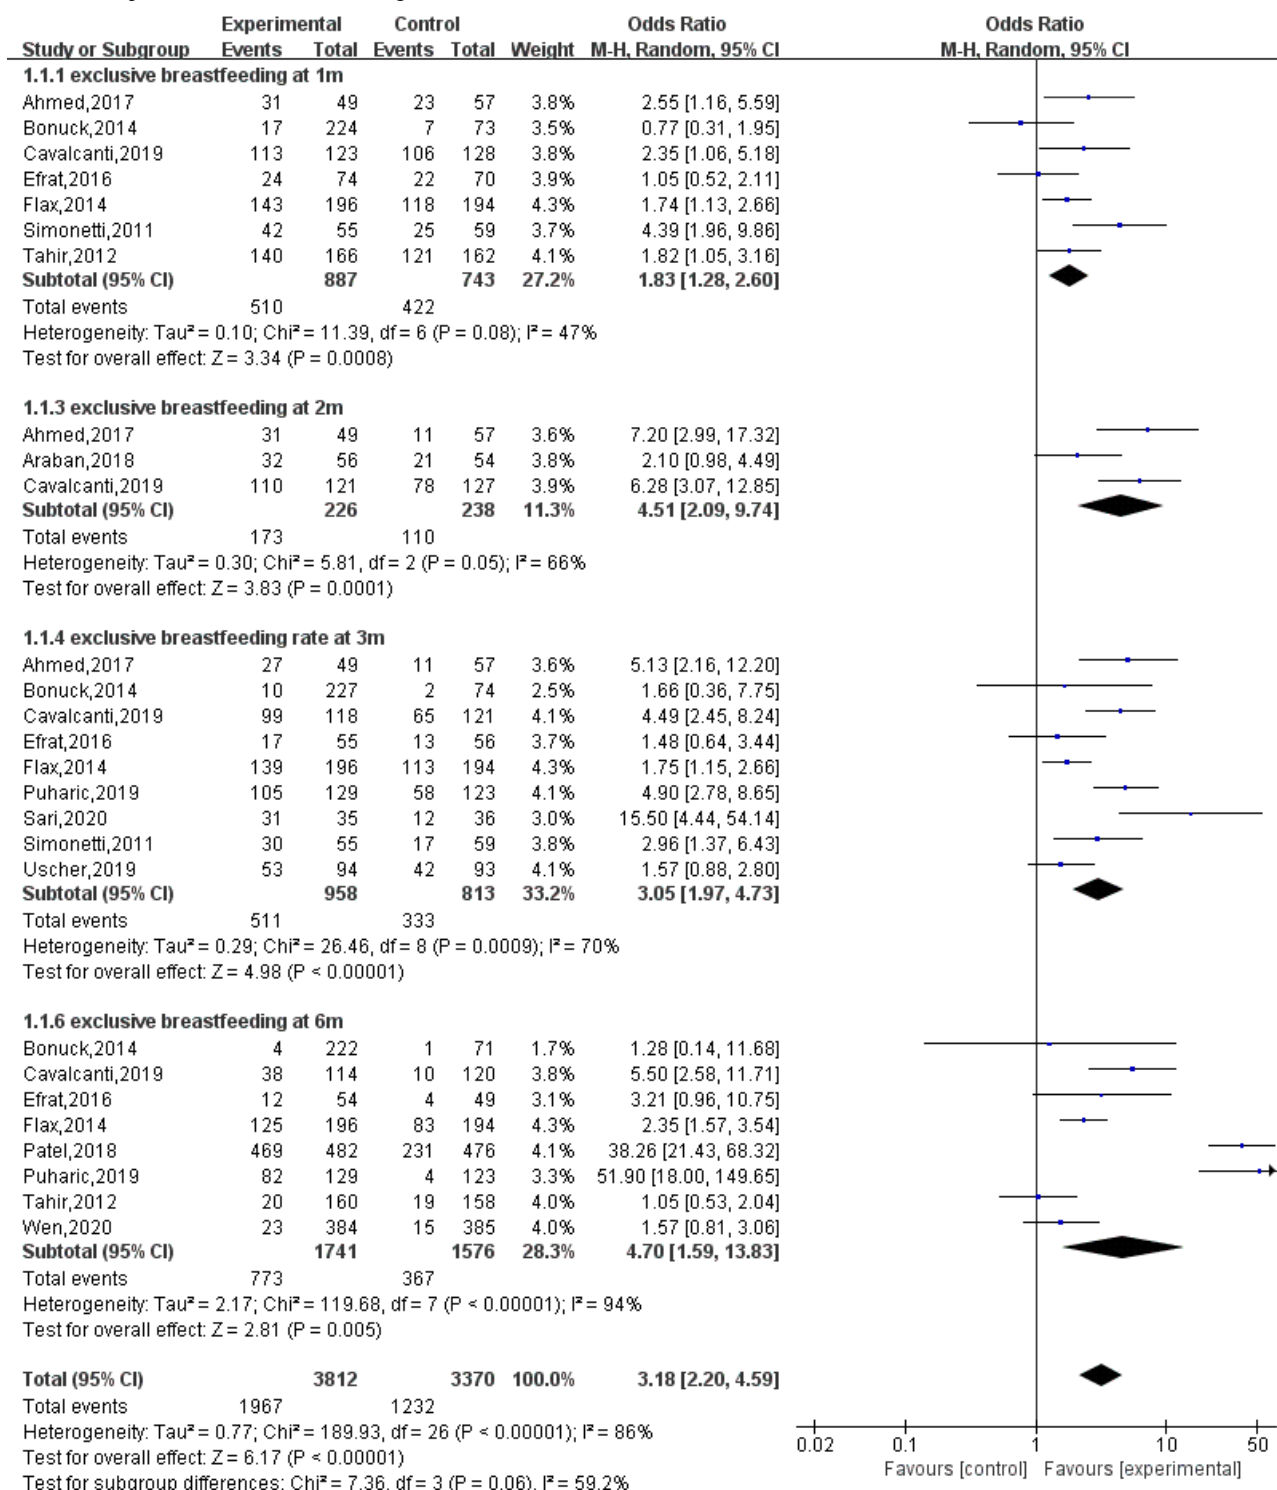 Experimental Control Odds Ratio Odds Ratio
Study or Subgroup Events Total Events Total Weight M-H, Random, 95% CI M-H, Random, 95% CI
1.1.1 exclusive breastfeeding at 1m
Ahmed,2017 31 49 23 57 3.8% 2.55 [1.16, 5.59]
Bonuck,2014 17 224 7 73 3.5% 0.77 [0.31, 1.95]
Cavalcanti,2019 113 123 106 128 3.8% 2.35 [1.06, 5.18]
Efrat,2016 24 74 22 70 3.9% 1.05 [0.52, 2.11]
Flax,2014 143 196 118 194 4.3% 1.74 [1.13, 2.66]
Simonetti,2011 42 55 25 59 3.7% 4.39 [1.96, 9.86]
Tahir,2012 140 166 121 162 4.1% 1.82 [1.05, 3.16]
Subtotal (95% CI) 887 743 27.2% 1.83 [1.28, 2.60]
Total events 510 422
Heterogeneity: Tau² = 0.10; Chi² = 11.39, df = 6 (P = 0.08); I² = 47%
Test for overall effect: Z = 3.34 (P = 0.0008)
1.1.3 exclusive breastfeeding at 2m
Ahmed,2017 31 49 11 57 3.6% 7.20 [2.99, 17.32]
Araban,2018 32 56 21 54 3.8% 2.10 [0.98, 4.49]
Cavalcanti,2019 110 121 78 127 3.9% 6.28 [3.07, 12.85]
Subtotal (95% CI) 226 238 11.3% 4.51 [2.09, 9.74]
Total events 173 110
Heterogeneity: Tau² = 0.30; Chi² = 5.81, df = 2 (P = 0.05); I² = 66%
Test for overall effect: Z = 3.83 (P = 0.0001)
1.1.4 exclusive breastfeeding rate at 3m
Ahmed,2017 27 49 11 57 3.6% 5.13 [2.16, 12.20]
Bonuck,2014 10 227 2 74 2.5% 1.66 [0.36, 7.75]
Cavalcanti,2019 99 118 65 121 4.1% 4.49 [2.45, 8.24]
Efrat,2016 17 55 13 56 3.7% 1.48 [0.64, 3.44]
Flax,2014 139 196 113 194 4.3% 1.75 [1.15, 2.66]
Puharic,2019 105 129 58 123 4.1% 4.90 [2.78, 8.65]
Sari,2020 31 35 12 36 3.0% 15.50 [4.44, 54.14]
Simonetti,2011 30 55 17 59 3.8% 2.96 [1.37, 6.43]
Uscher,2019 53 94 42 93 4.1% 1.57 [0.88, 2.80]
Subtotal (95% CI) 958 813 33.2% 3.05 [1.97, 4.73]
Total events 511 333
Heterogeneity: Tau² = 0.29; Chi² = 26.46, df = 8 (P = 0.0009); I² = 70%
Test for overall effect: Z = 4.98 (P < 0.00001)
1.1.6 exclusive breastfeeding at 6m
Bonuck,2014 4 222 1 71 1.7% 1.28 [0.14, 11.68]
Cavalcanti,2019 38 114 10 120 3.8% 5.50 [2.58, 11.71]
Efrat,2016 12 54 4 49 3.1% 3.21 [0.96, 10.75]
Flax,2014 125 196 83 194 4.3% 2.35 [1.57, 3.54]
Patel,2018 469 482 231 476 4.1% 38.26 [21.43, 68.32]
Puharic,2019 82 129 4 123 3.3% 51.90 [18.00, 149.65]
Tahir,2012 20 160 19 158 4.0% 1.05 [0.53, 2.04]
Wen,2020 23 384 15 385 4.0% 1.57 [0.81, 3.06]
Subtotal (95% CI) 1741 1576 28.3% 4.70 [1.59, 13.83]
Total events 773 367
Heterogeneity: Tau² = 2.17; Chi² = 119.68, df = 7 (P < 0.00001); I² = 94%
Test for overall effect: Z = 2.81 (P = 0.005)
Total (95% CI) 3812 3370 100.0% 3.18 [2.20, 4.59]
Total events 1967 1232
Heterogeneity: Tau² = 0.77; Chi² = 189.93, df = 26 (P < 0.00001); I² = 86%
Test for overall effect: Z = 6.17 (P < 0.00001)
Test for subgroup differences: Chi² = 7.36, df = 3 (P = 0.06), I² = 59.2%
0.02 0.1 1 10 50
Favours [control] Favours [experimental]